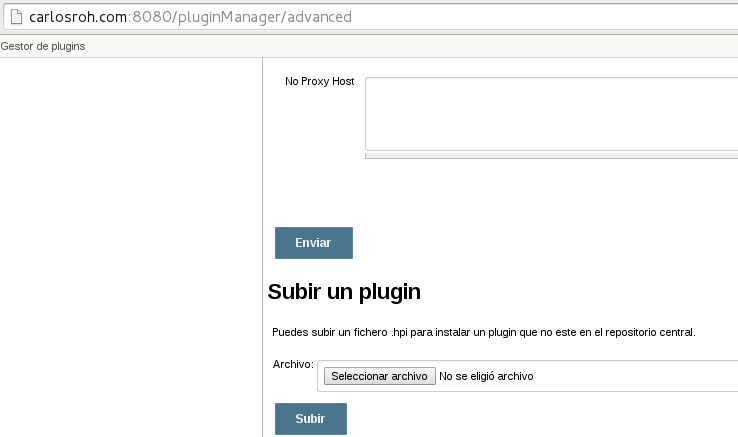 carlosroh.com:8080/pluginManager/advanced
Gestor de plugins
No Proxy Host
Enviar
Subir un plugin
Puedes subir un fichero .hpi para instalar un plugin que no este en el repositorio central.
Archivo: Seleccionar archivo No se eligió archivo
Subir